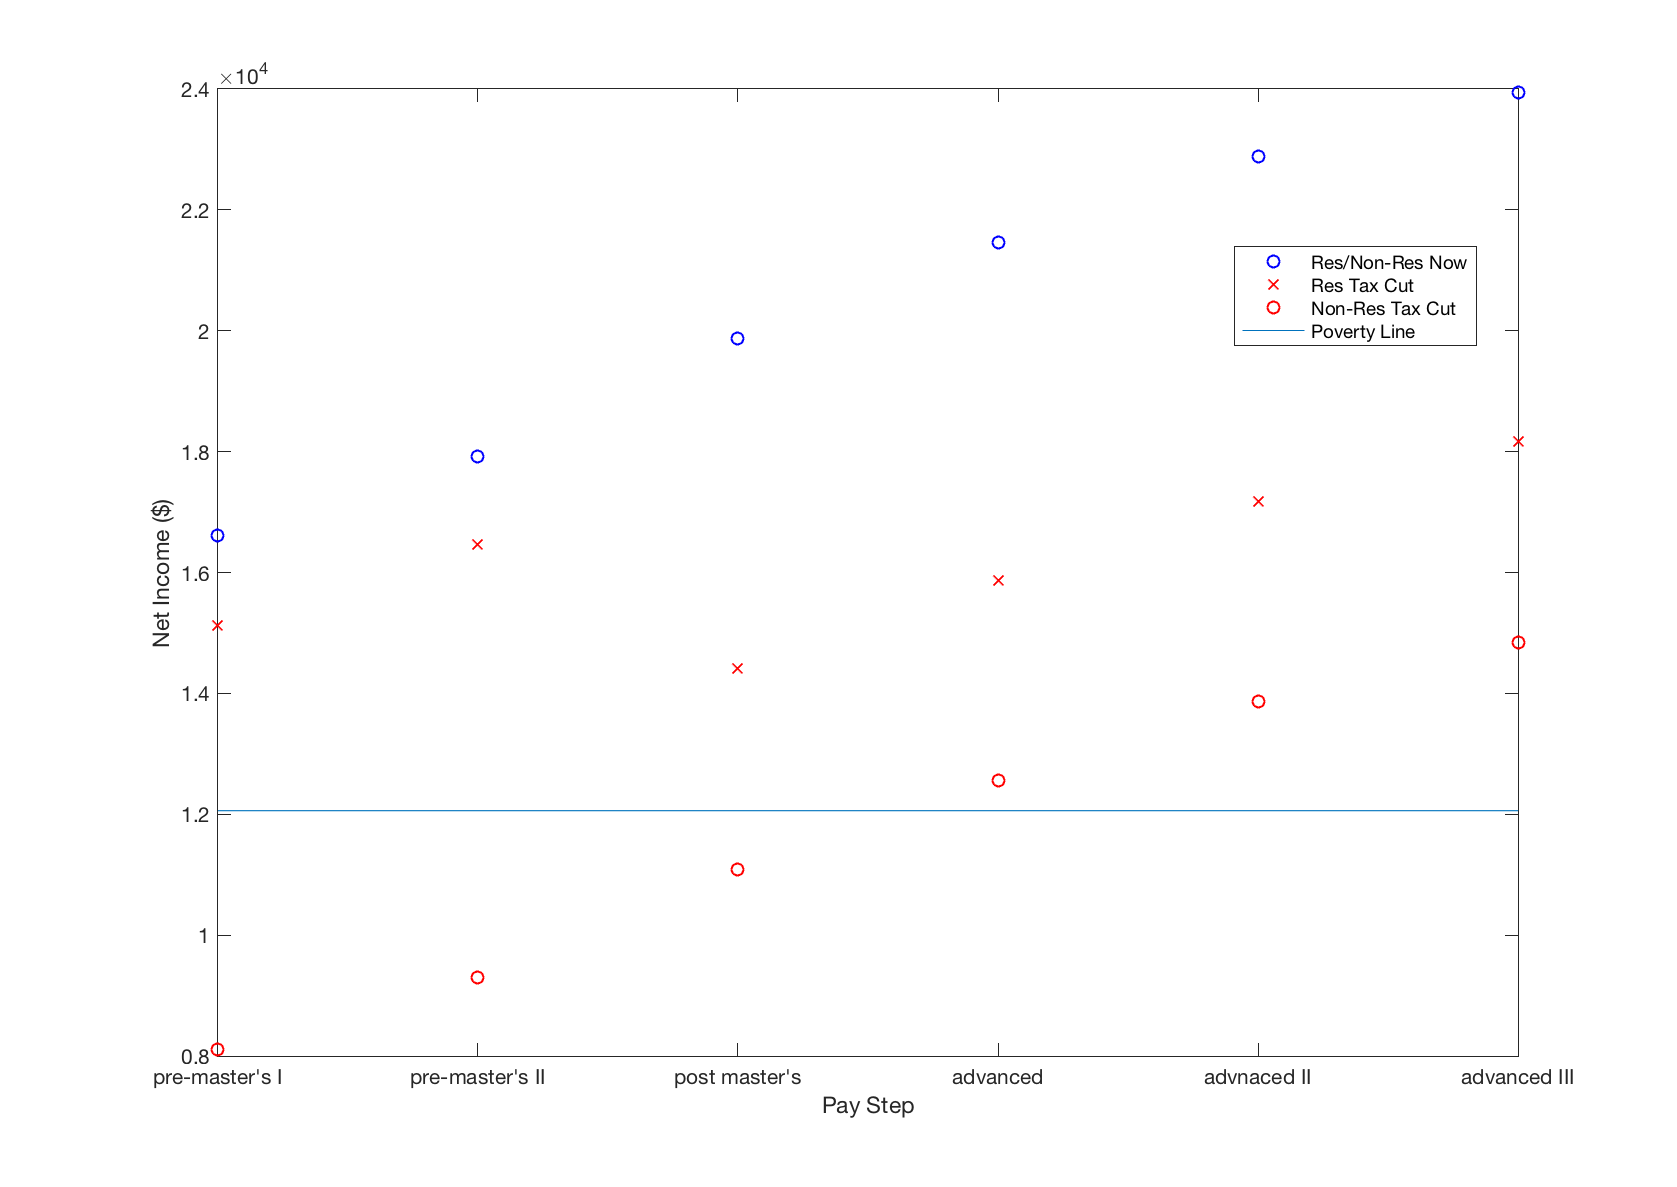 ×10^4
2.4
2.2
2
1.8
1.6
1.4
1.2
1
0.8
Net Income ($)
Res/Non-Res Now
Res Tax Cut
Non-Res Tax Cut
Poverty Line
pre-master's I
pre-master's II
post master's
advanced
advnaced II
advanced III
Pay Step